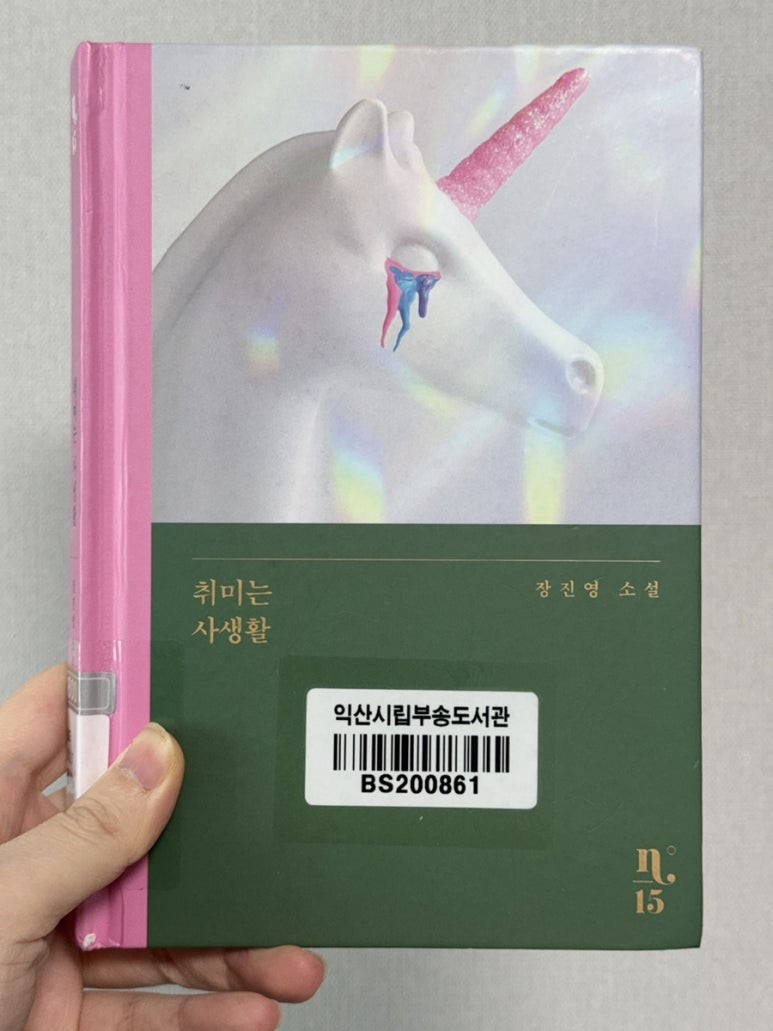 취미는
사생활
장진영 소설
익산시립부송도서관
BS200861
n°
15